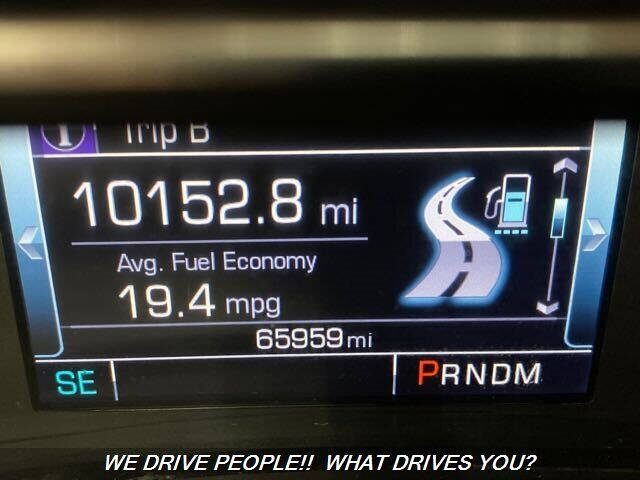 Trip B
10152.8 mi
Avg. Fuel Economy
19.4 mpg
65959 mi
SE
PRNDM
WE DRIVE PEOPLE!! WHAT DRIVES YOU?